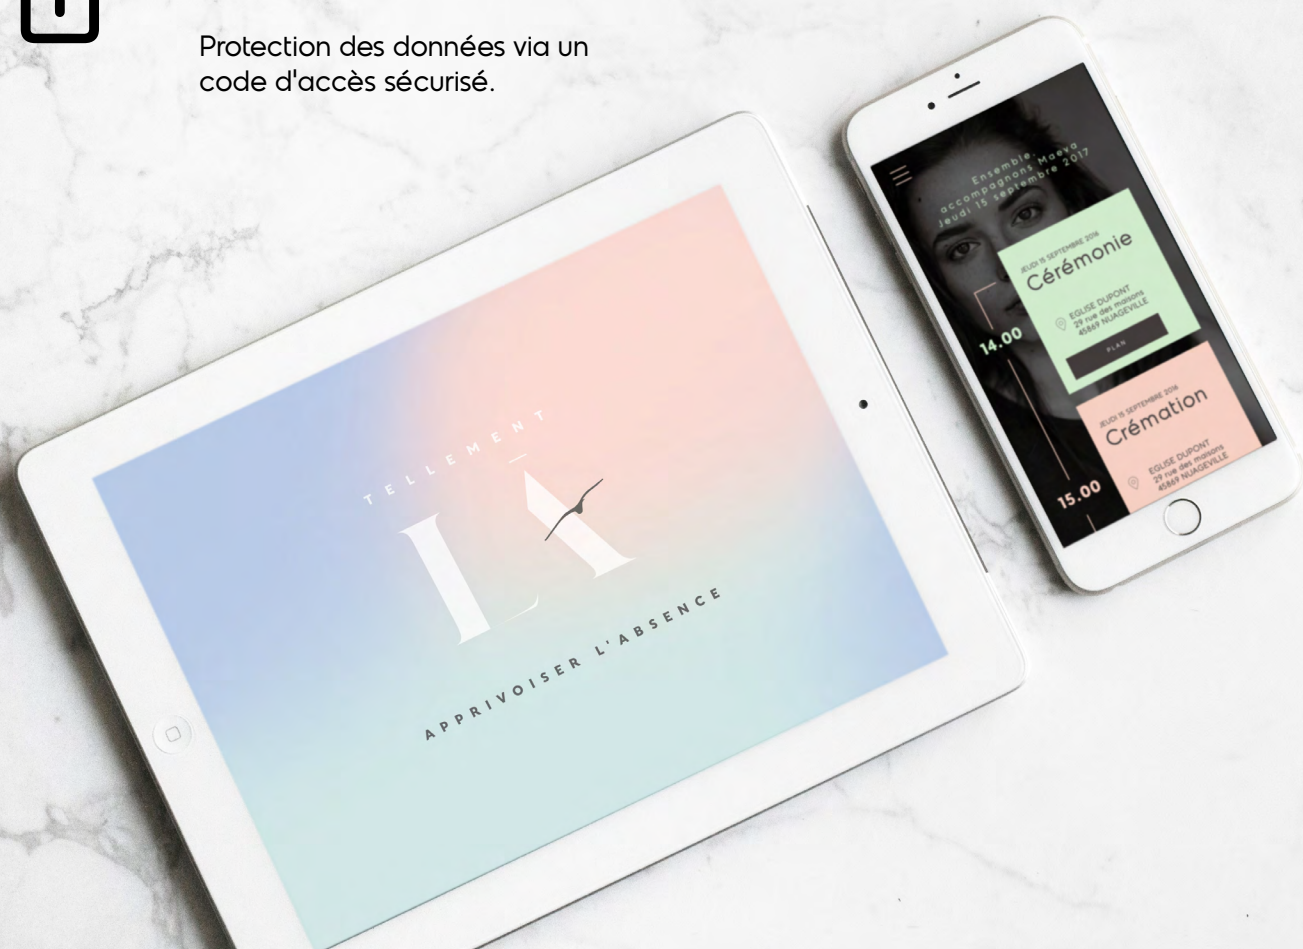 Protection des données via un
code d'accès sécurisé.
TELLEMENT
LÀ
APPRIVOISER L'ABSENCE
Ensemble,
accompagnons Maeva
Jeudi 15 septembre 2017
JEUDI 15 SEPTEMBRE 2016
Cérémonie
EGLISE DUPONT
29 rue des maisons
45869 NUAGEVILLE
PLAN
14.00
JEUDI 15 SEPTEMBRE 2016
Crémation
EGLISE DUPONT
29 rue des maisons
45869 NUAGEVILLE
15.00